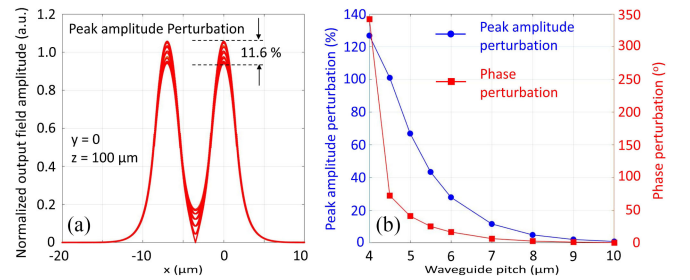 Peak amplitude Perturbation
11.6 %
y=0
z = 100 μm
(a)
Normalized output field amplitude (a.u.)
1.2
1.0
0.8
0.6
0.4
0.2
0
-20
-10
-5
0
10
x (μm)
Peak amplitude
perturbation
Phase
perturbation
(b)
Peak amplitude perturbation (%)
140
120
100
80
60
40
20
0
4
5
6
7
8
9
10
Waveguide pitch (μm)
350
300
250
200
150
100
50
0
Phase perturbation (°)